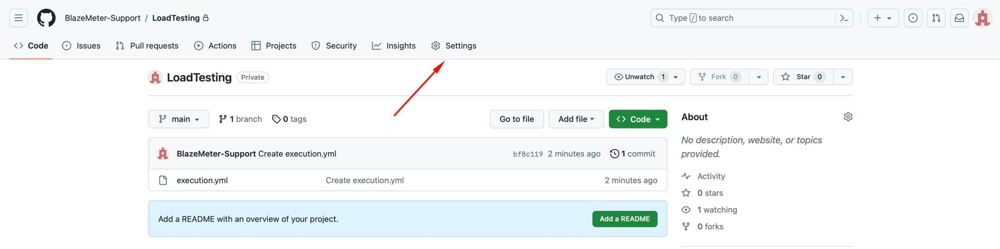 BlazeMeter-Support / LoadTesting
Type / to search
Code Issues Pull requests Actions Projects Security Insights Settings
LoadTesting Private
Unwatch 1 Fork 0 Star 0
main 1 branch 0 tags Go to file Add file Code
BlazeMeter-Support Create execution.yml bf8c119 2 minutes ago 1 commit
execution.yml Create execution.yml 2 minutes ago
Add a README with an overview of your project. Add a README
About
No description, website, or topics
provided.
Activity
0 stars
1 watching
0 forks